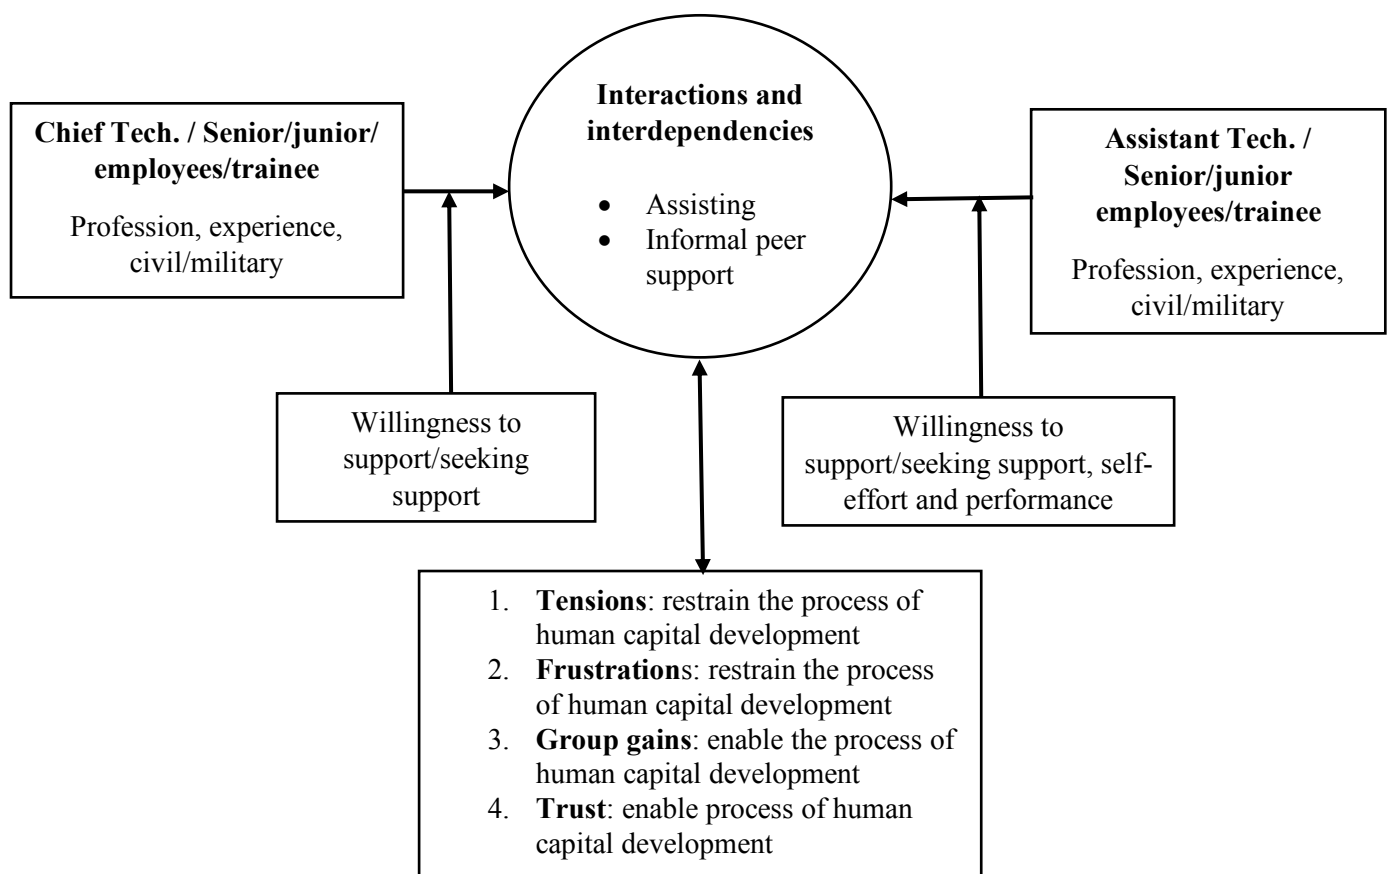 Interactions and
interdependencies
• Assisting
• Informal peer
support
Chief Tech. / Senior/junior/
employees/trainee
Profession, experience,
civil/military
Assistant Tech. /
Senior/junior
employees/trainee
Profession, experience,
civil/military
Willingness to
support/seeking
support
Willingness to
support/seeking support, self-
effort and performance
1. Tensions: restrain the process of
human capital development
2. Frustrations: restrain the process
of human capital development
3. Group gains: enable the process of
human capital development
4. Trust: enable process of human
capital development